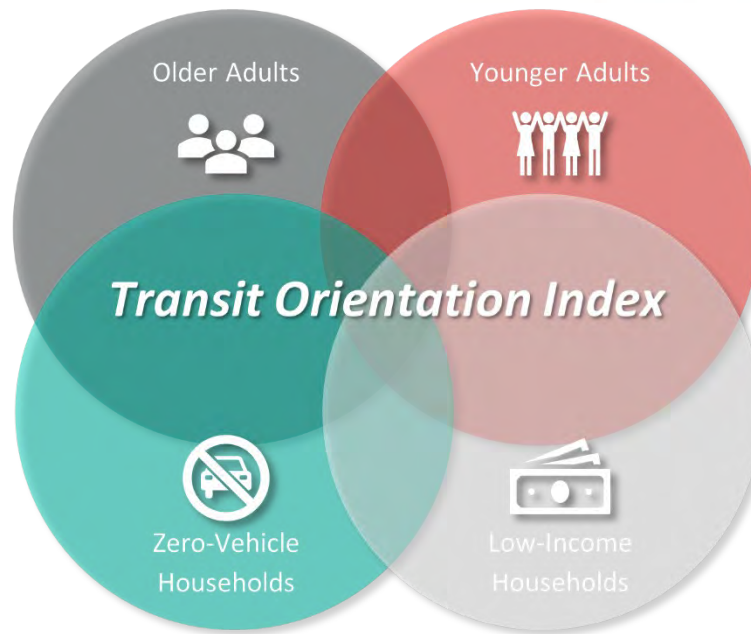 Older Adults
Younger Adults
Transit Orientation Index
Zero-Vehicle
Households
Low-Income
Households